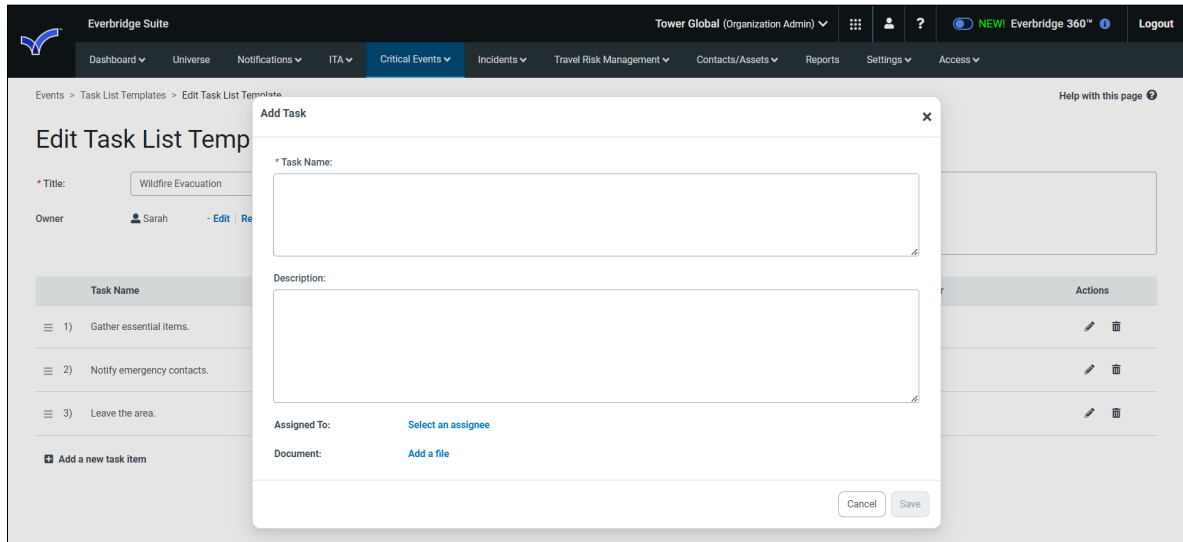 Everbridge Suite
Tower Global (Organization Admin)
?
NEW! Everbridge 360™
Logout
Dashboard
Universe
Notifications
ITA
Critical Events
Incidents
Travel Risk Management
Contacts/Assets
Reports
Settings
Access
Events > Task List Templates > Edit Task List Template
Help with this page ?
Edit Task List Temp
* Title:
Wildfire Evacuation
Owner
Sarah
- Edit | Re
Task Name
r
Actions
1) Gather essential items.
2) Notify emergency contacts.
3) Leave the area.
Add a new task item
Add Task
* Task Name:
Description:
Assigned To:
Select an assignee
Document:
Add a file
Cancel
Save